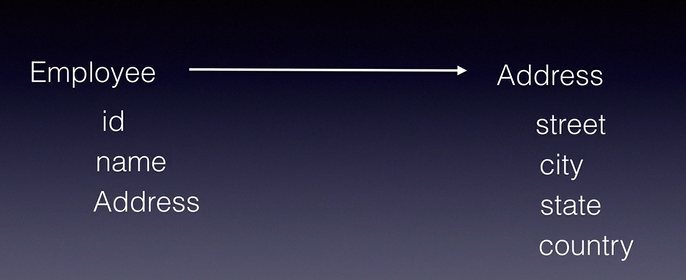 Employee
id
name
Address
Address
street
city
state
country